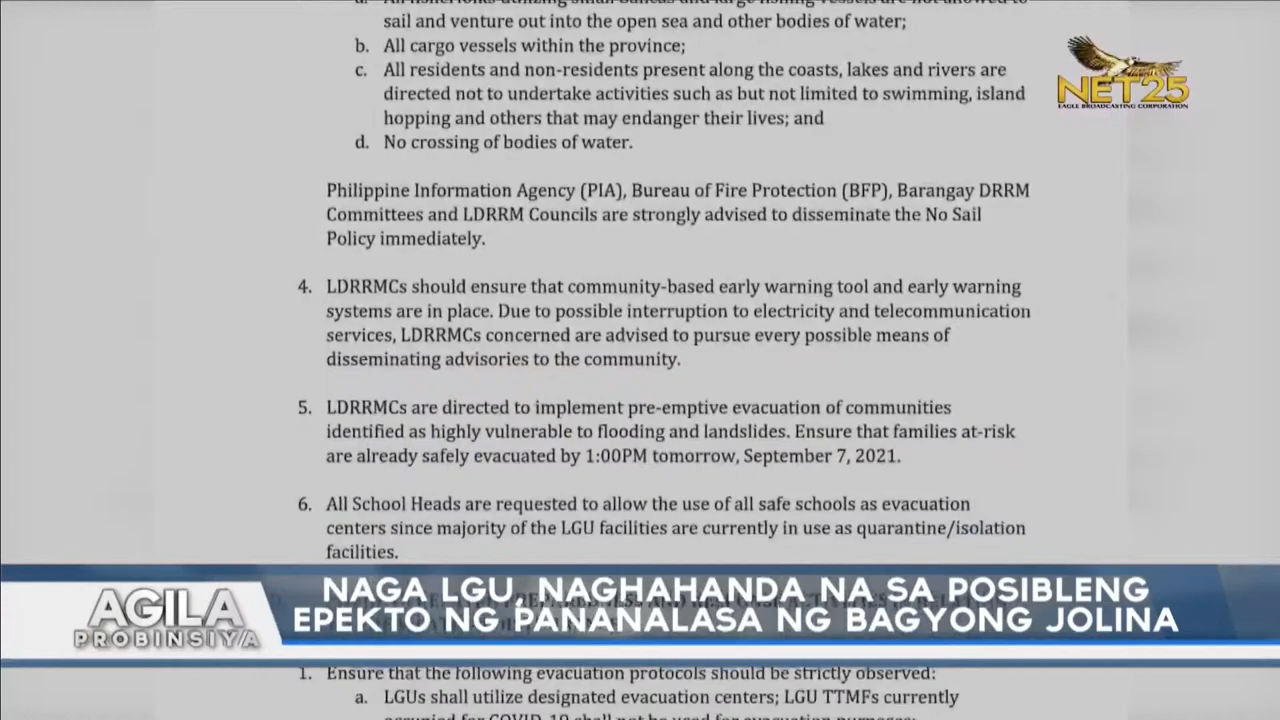 sail and venture out into the open sea and other bodies of water;
b. All cargo vessels within the province;
c. All residents and non-residents present along the coasts, lakes and rivers are
directed not to undertake activities such as but not limited to swimming, island
hopping and others that may endanger their lives; and
d. No crossing of bodies of water.
NET25
EAGLE BROADCASTING CORPORATION
Philippine Information Agency (PIA), Bureau of Fire Protection (BFP), Barangay DRRM
Committees and LDRRM Councils are strongly advised to disseminate the No Sail
Policy immediately.
4. LDRRMCs should ensure that community-based early warning tool and early warning
systems are in place. Due to possible interruption to electricity and telecommunication
services, LDRRMCs concerned are advised to pursue every possible means of
disseminating advisories to the community.
5. LDRRMCs are directed to implement pre-emptive evacuation of communities
identified as highly vulnerable to flooding and landslides. Ensure that families at-risk
are already safely evacuated by 1:00PM tomorrow, September 7, 2021.
6. All School Heads are requested to allow the use of all safe schools as evacuation
centers since majority of the LGU facilities are currently in use as quarantine/isolation
facilities.
AGILA
PROBINSIYA
NAGA LGU, NAGHAHANDA NA SA POSIBLENG
EPEKTO NG PANANALASA NG BAGYONG JOLINA
1. Ensure that the following evacuation protocols should be strictly observed:
a. LGUs shall utilize designated evacuation centers; LGU TTMFs currently